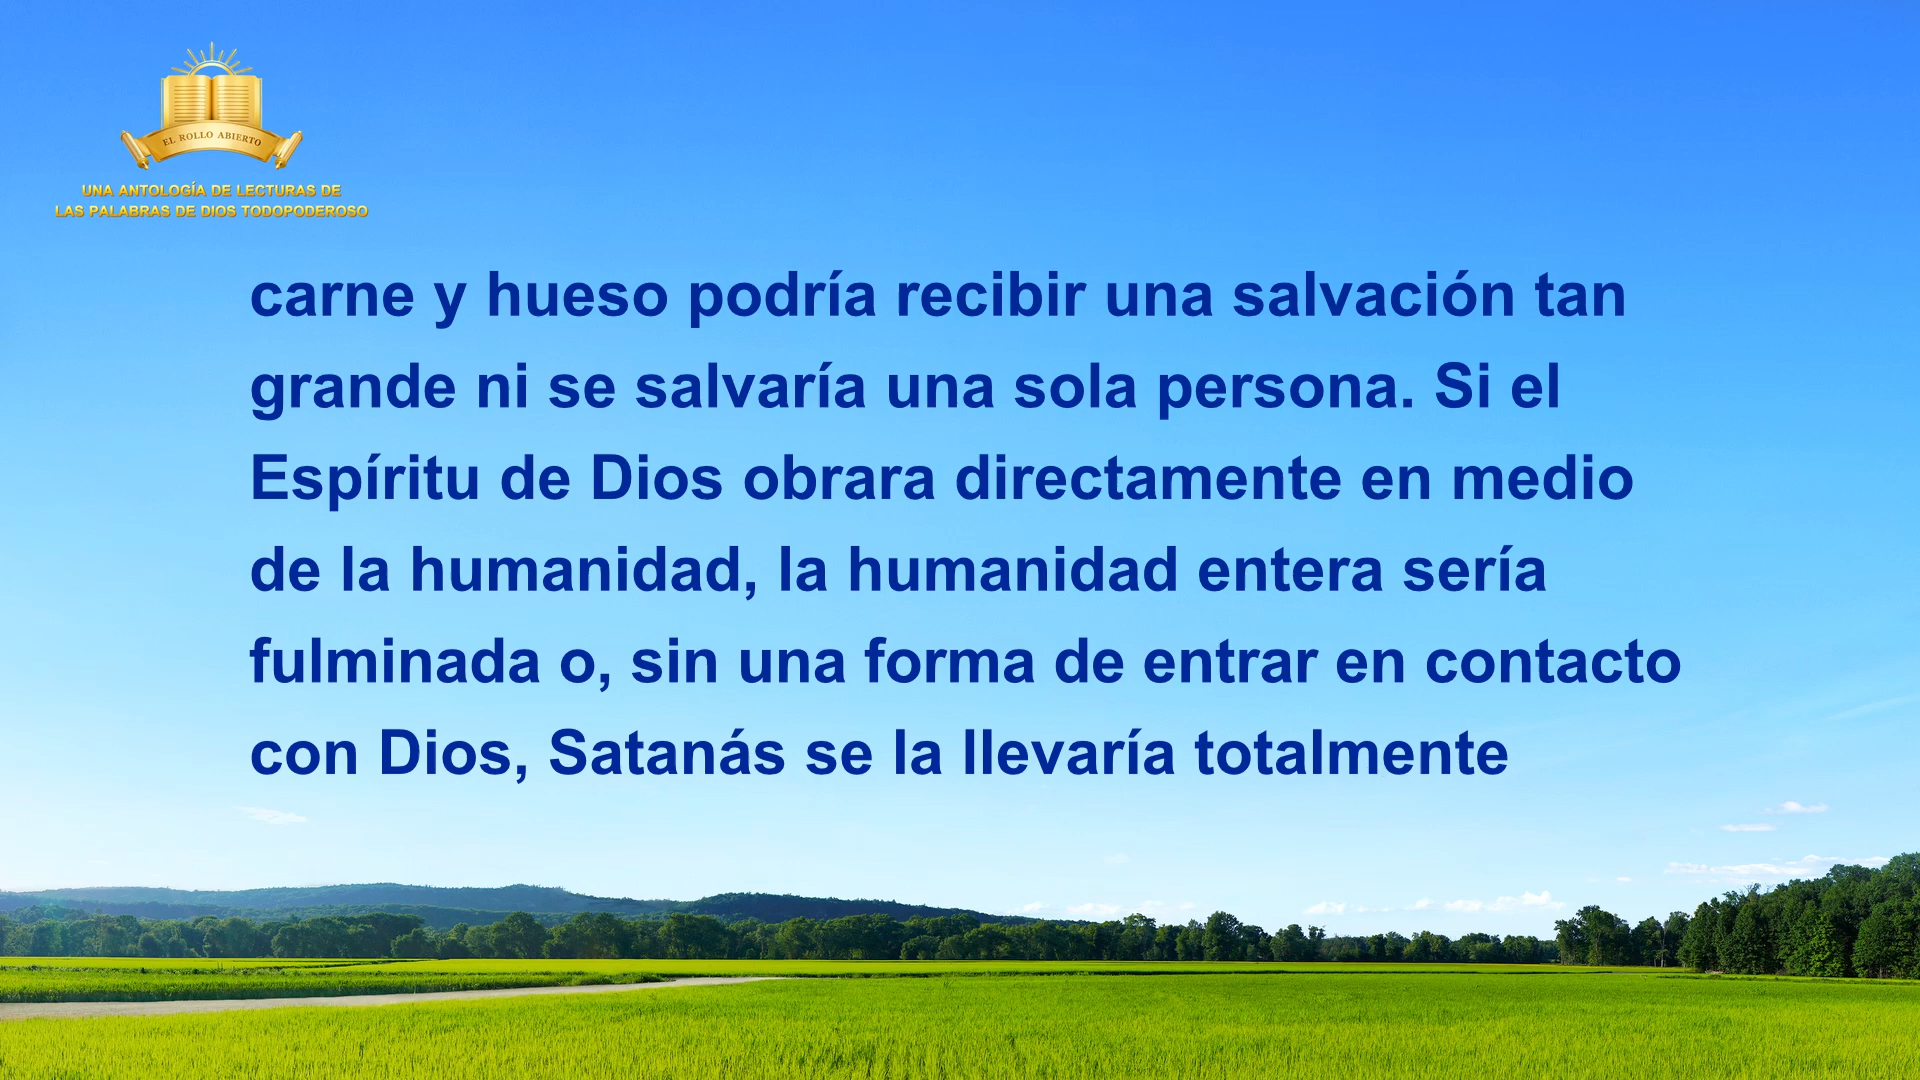 EL ROLLO ABIERTO
UNA ANTOLOGÍA DE LECTURAS DE
LAS PALABRAS DE DIOS TODOPODEROSO
carne y hueso podría recibir una salvación tan
grande ni se salvaría una sola persona. Si el
Espíritu de Dios obrara directamente en medio
de la humanidad, la humanidad entera sería
fulminada o, sin una forma de entrar en contacto
con Dios, Satanás se la llevaría totalmente